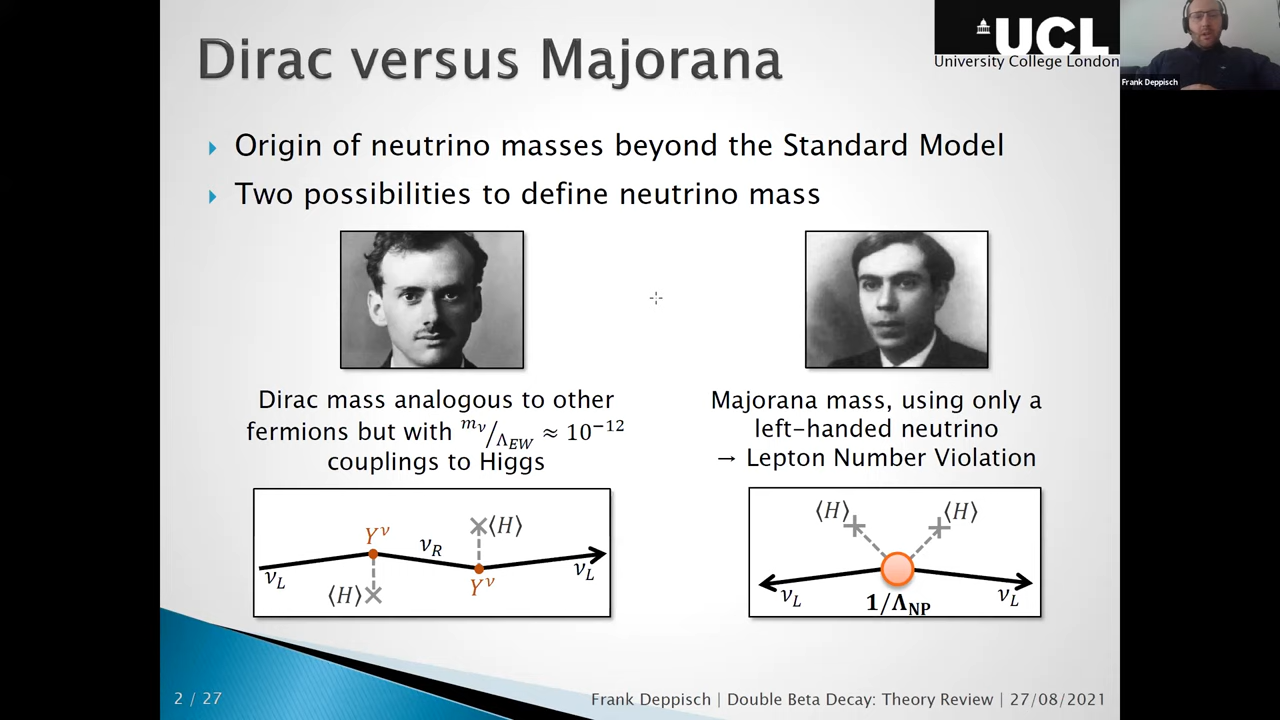 Dirac versus Majorana
UCL
University College London
Frank Deppisch
Origin of neutrino masses beyond the Standard Model
Two possibilities to define neutrino mass
Dirac mass analogous to other
fermions but with mν/ΛEW ≈ 10⁻¹²
couplings to Higgs
Majorana mass, using only a
left-handed neutrino
→ Lepton Number Violation
Yν
νR
⟨H⟩
νL
⟨H⟩
Yν
νL
⟨H⟩
⟨H⟩
νL
1/ΛNP
νL
2 / 27
Frank Deppisch | Double Beta Decay: Theory Review | 27/08/2021